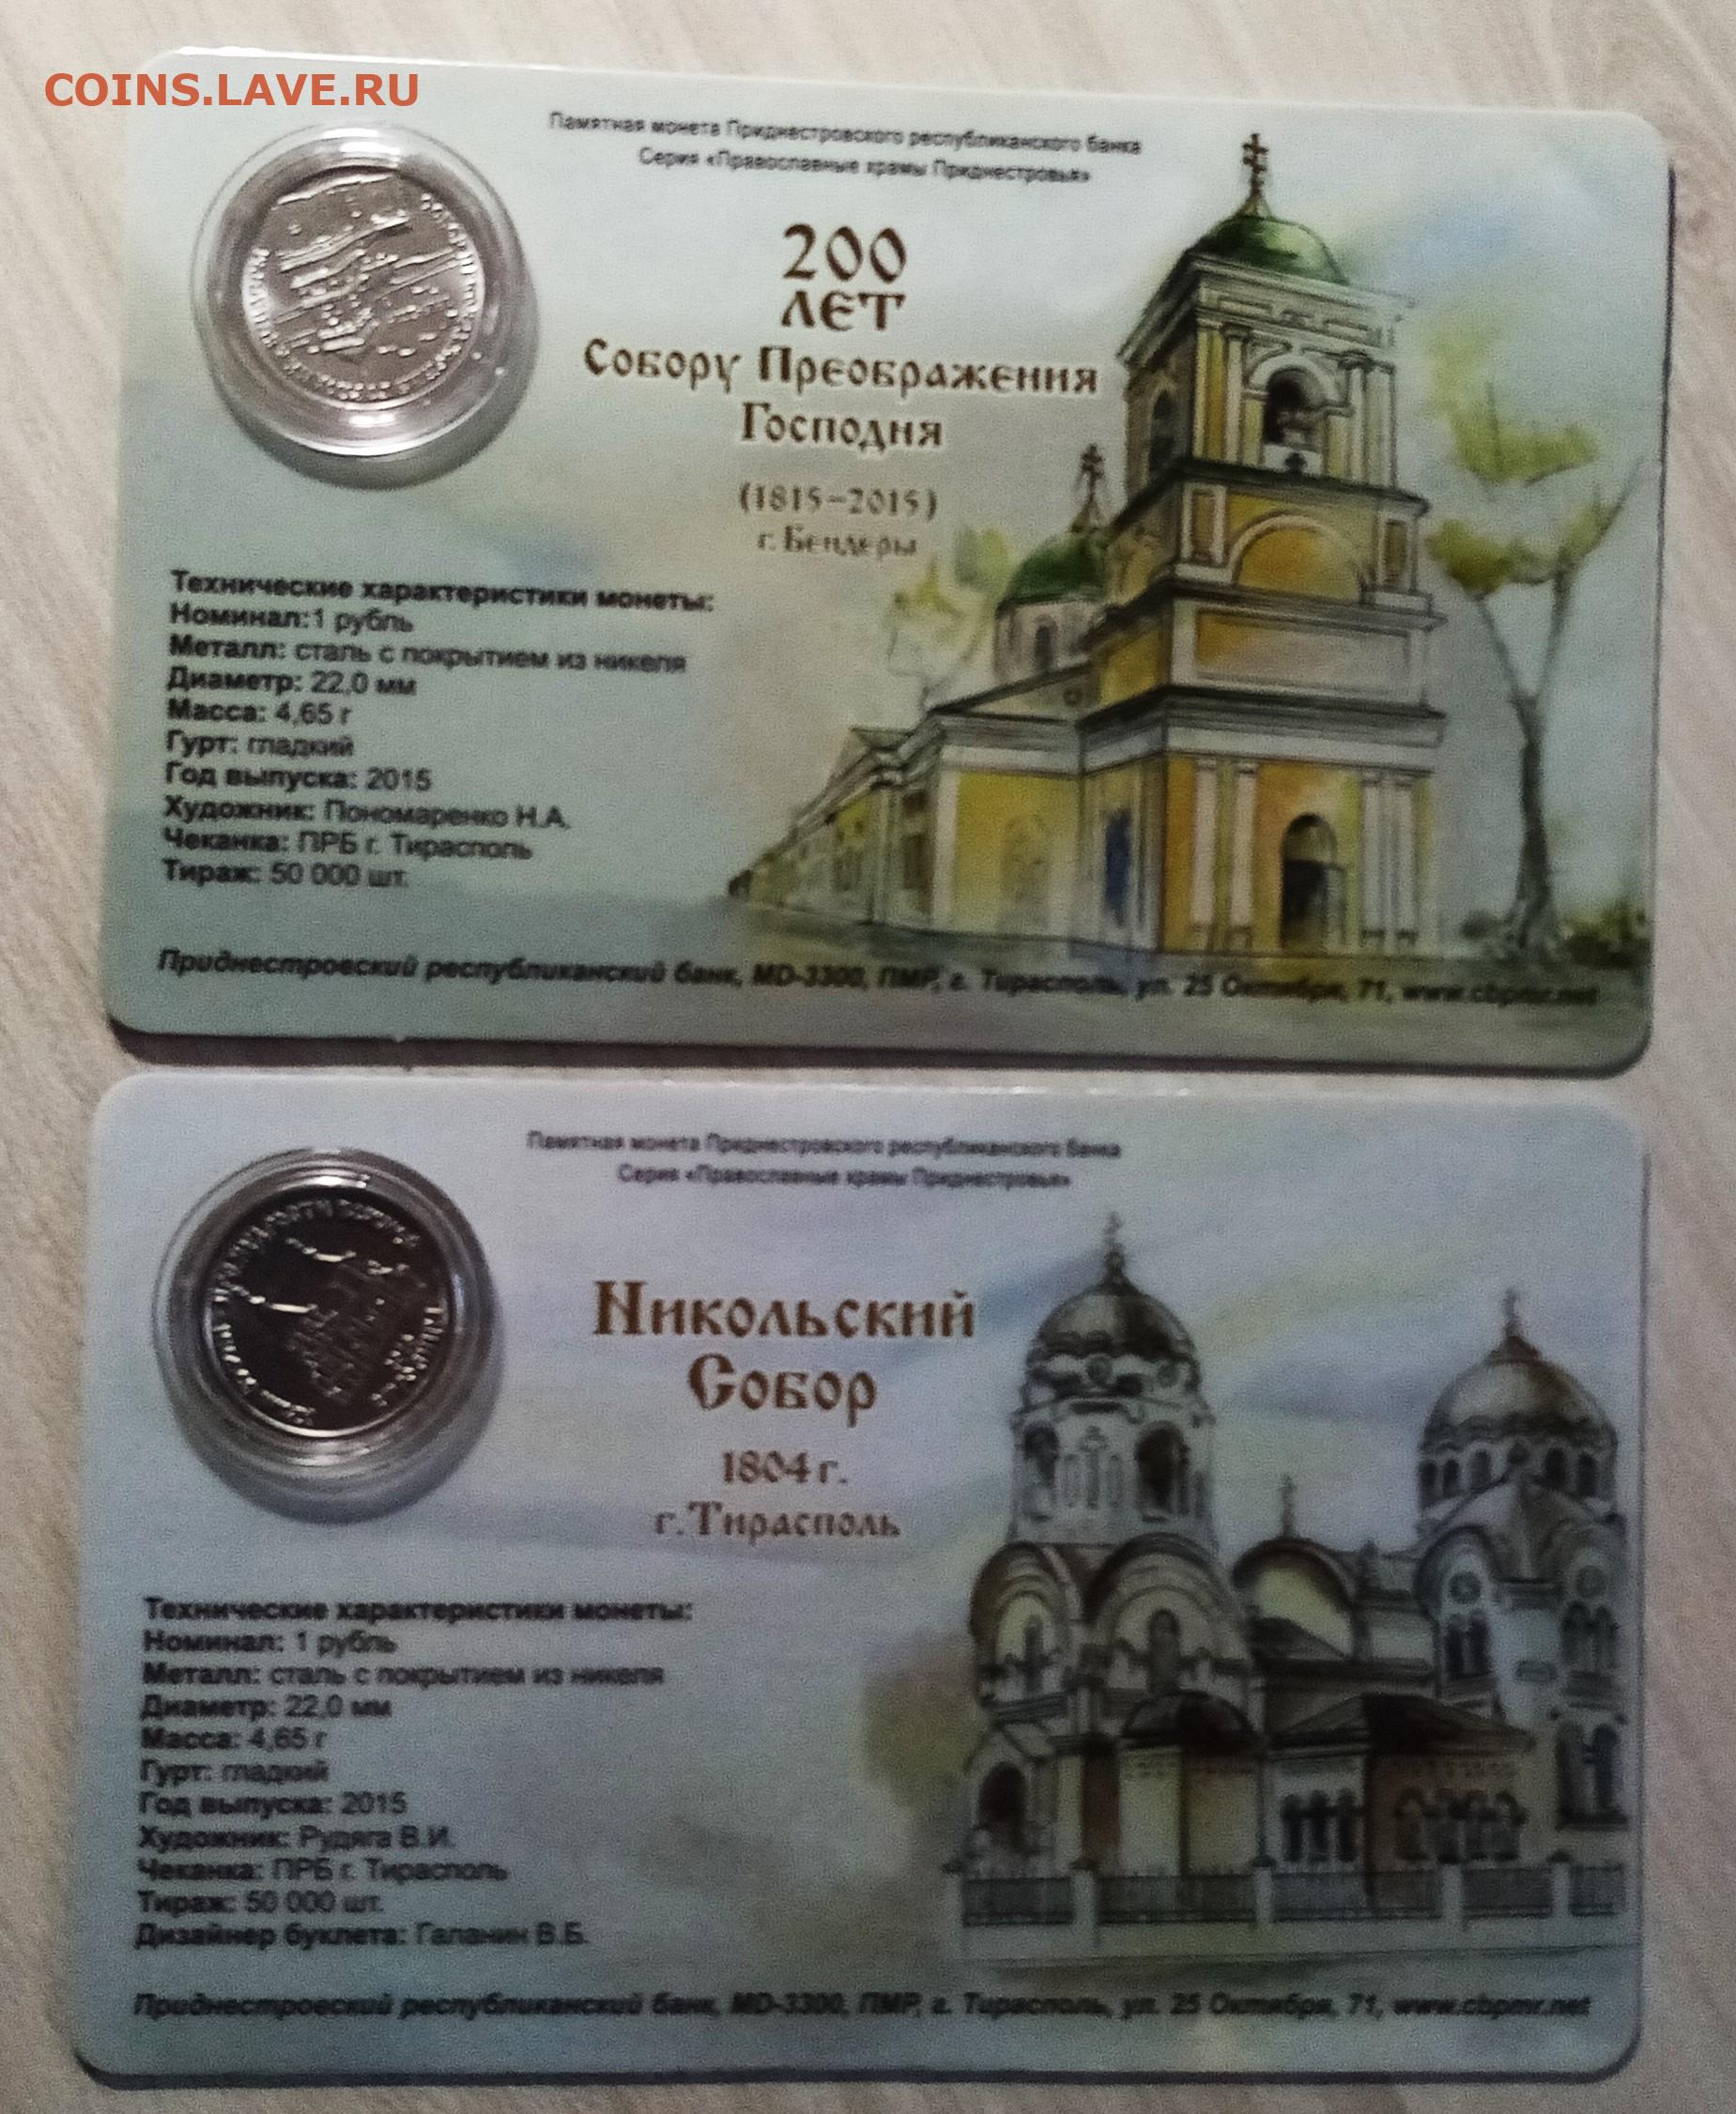 COINS.LAVE.RU
Памятная монета Приднестровского республиканского банка
Серия «Православные храмы Приднестровья»
200
ЛЕТ
Собору Преображения
Господня
(1815-2015)
г. Бендеры
Технические характеристики монеты:
Номинал:1 рубль
Металл: сталь с покрытием из никеля
Диаметр: 22,0 мм
Масса: 4,65 г
Гурт: гладкий
Год выпуска: 2015
Художник: Пономаренко Н.А.
Чеканка: ПРБ г. Тирасполь
Тираж: 50 000 шт.
Приднестровский республиканский банк, MD-3300, ПМР, г. Тирасполь, ул. 25 Октября, 71, www.cbpmr.net
Памятная монета Приднестровского республиканского банка
Серия «Православные храмы Приднестровья»
Никольский
Собор
1804 г.
г. Тирасполь
Технические характеристики монеты:
Номинал: 1 рубль
Металл: сталь с покрытием из никеля
Диаметр: 22,0 мм
Масса: 4,65 г
Гурт: гладкий
Год выпуска: 2015
Художник: Рудяга В.И.
Чеканка: ПРБ г. Тирасполь
Тираж: 50 000 шт.
Дизайнер буклета: Галанин В.Б.
Приднестровский республиканский банк, MD-3300, ПМР, г. Тирасполь, ул. 25 Октября, 71, www.cbpmr.net